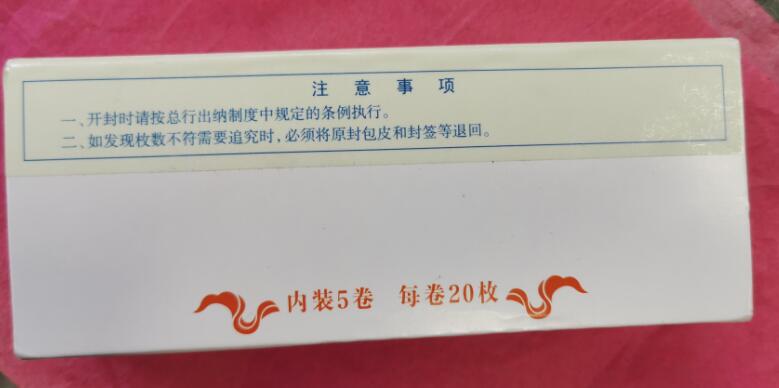 注意事项
一、开封时请按总行出纳制度中规定的条例执行。
二、如发现枚数不符需要追究时,必须将原封包皮和封签等退回。
内装5卷 每卷20枚